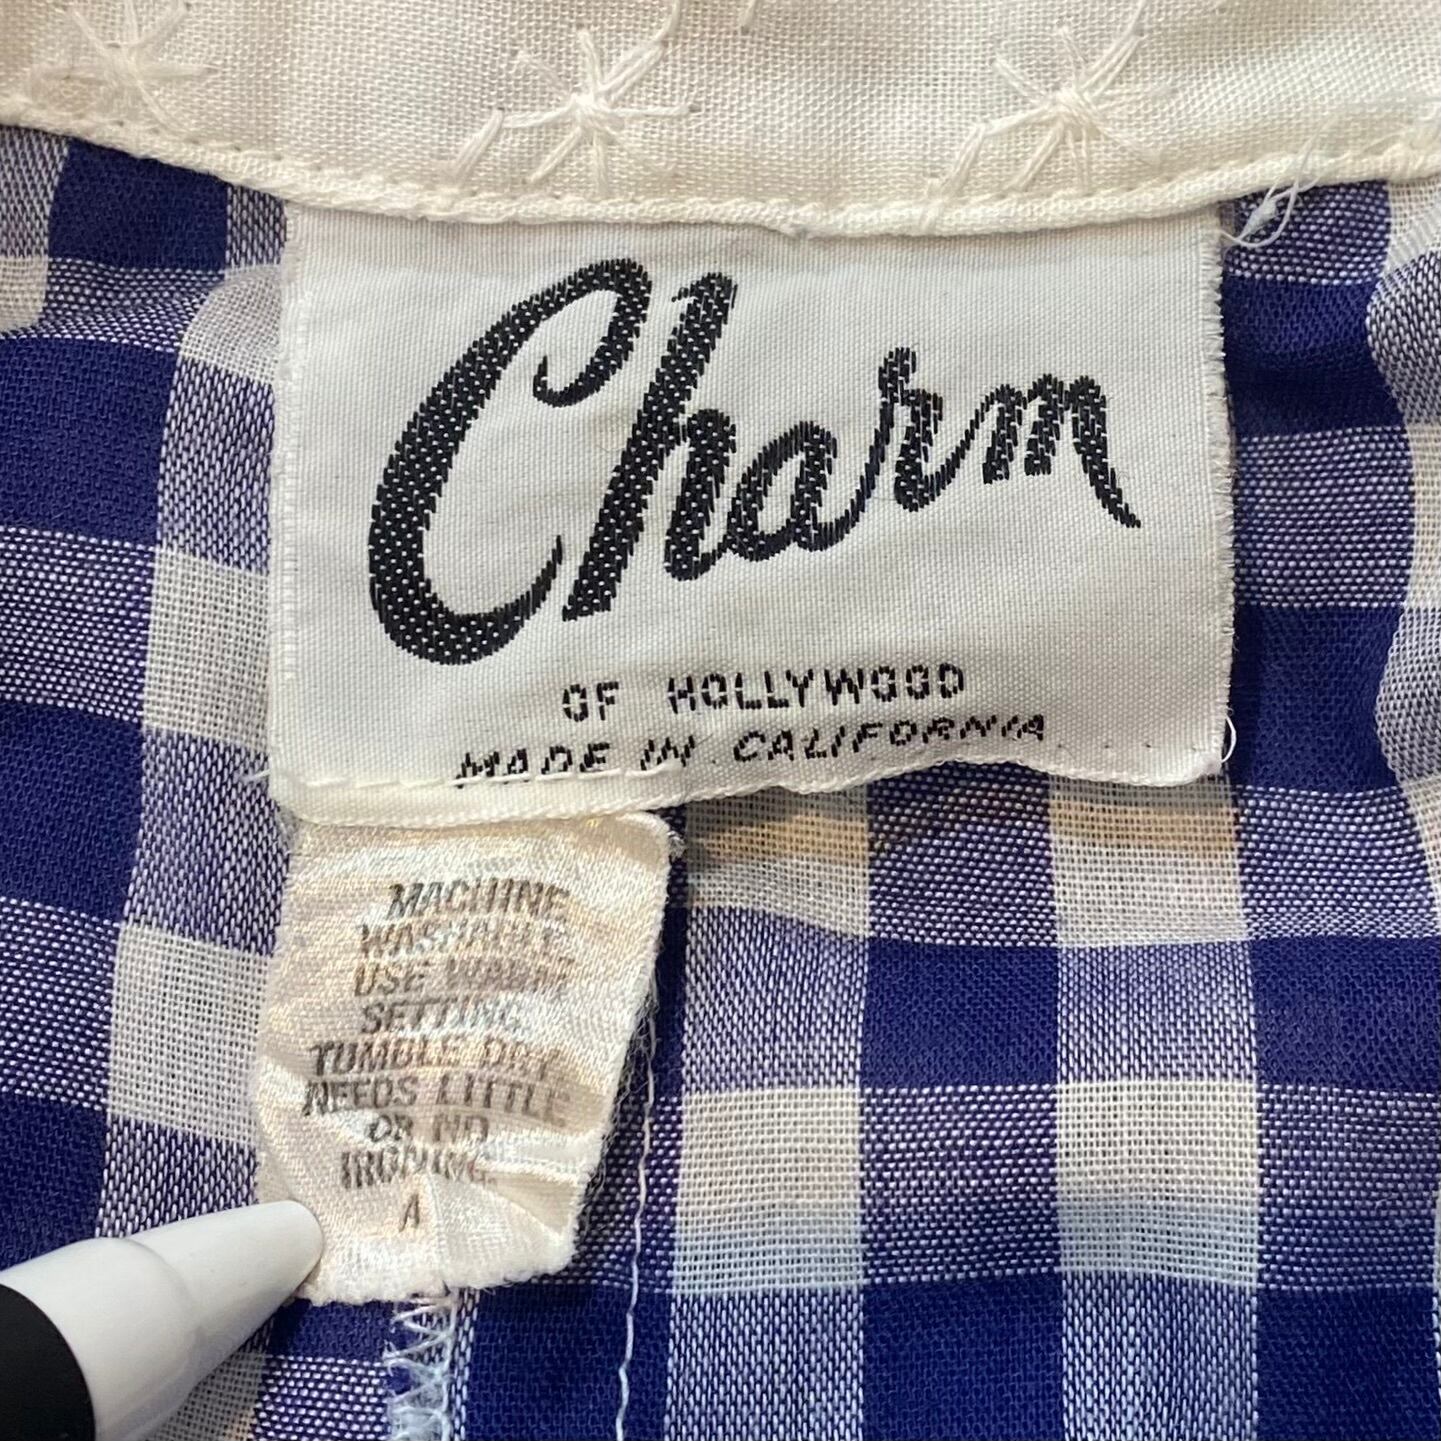 Charm
OF HOLLYWOOD
MADE IN CALIFORNIA
MACHINE
WASHABLE
USE WARM
SETTING
TUMBLE DRY
NEEDS LITTLE
OR NO
IRONING.
A